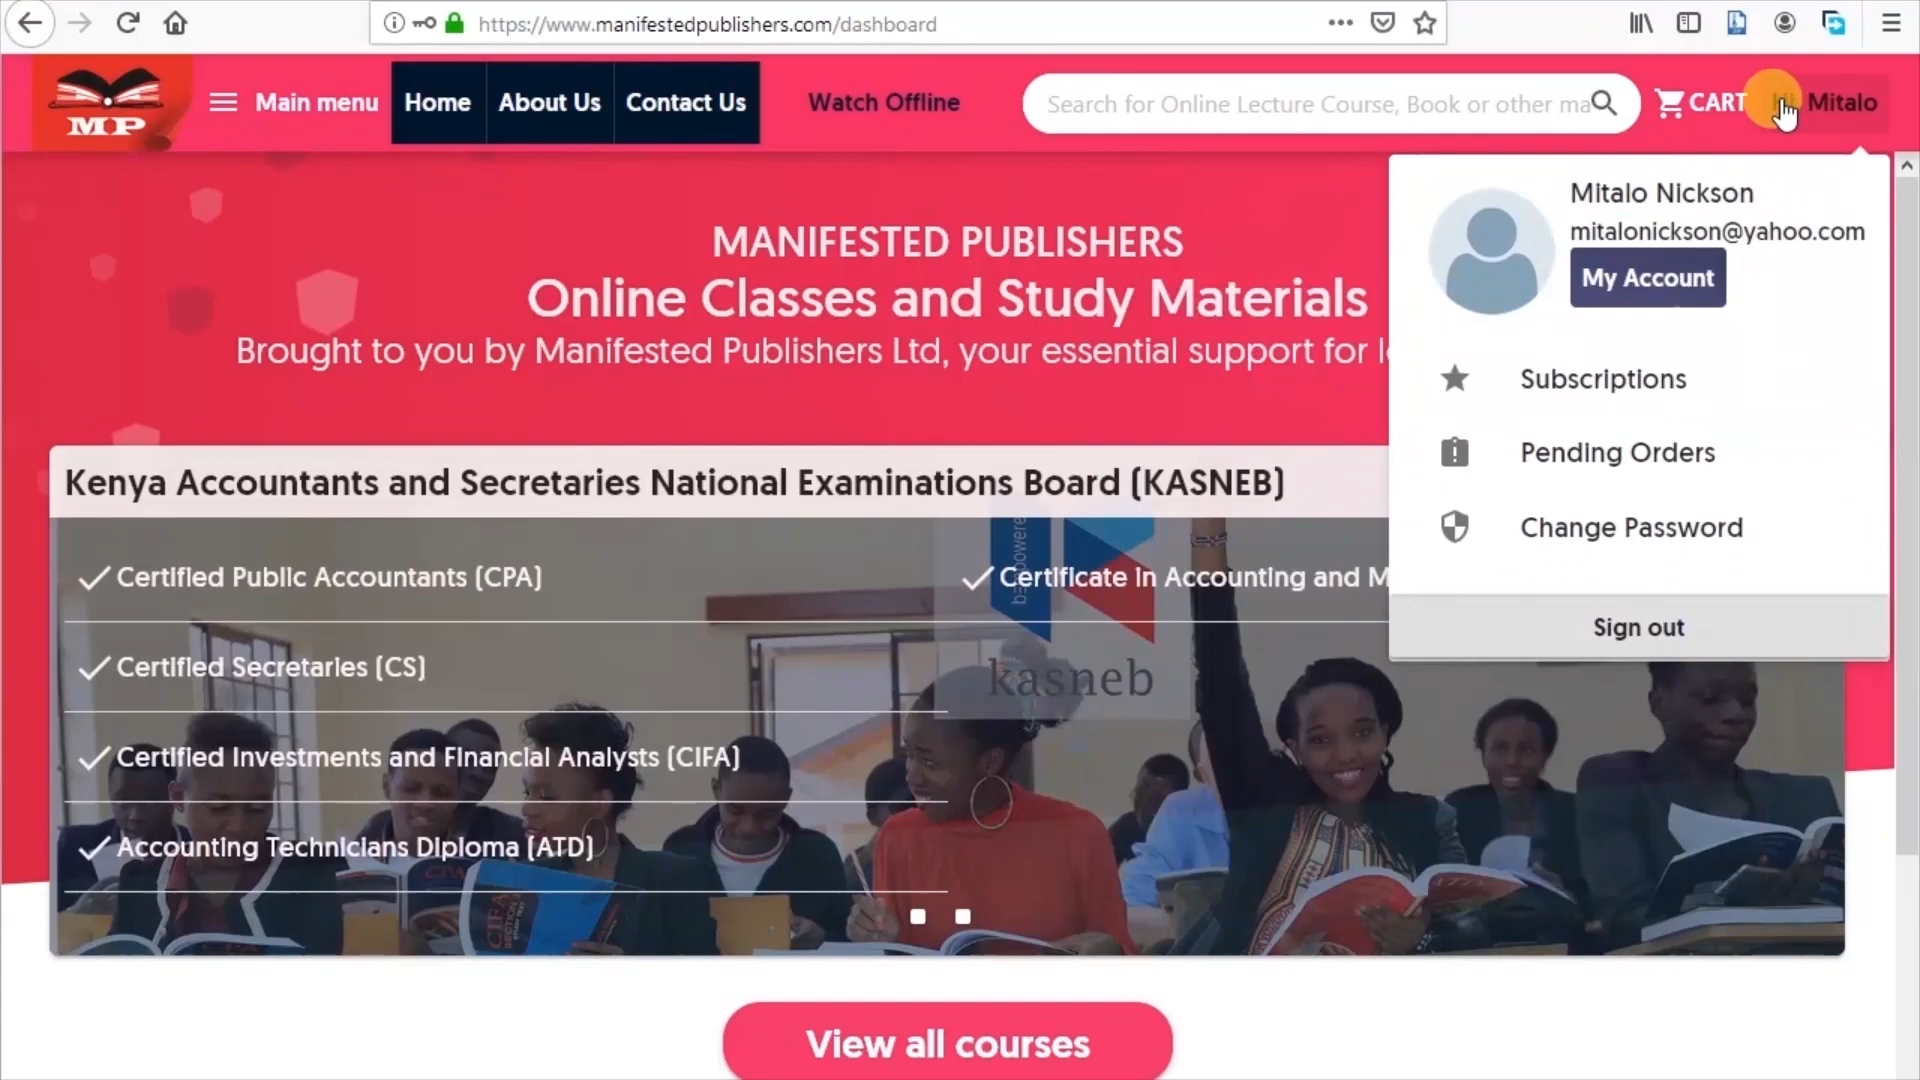 https://www.manifestedpublishers.com/dashboard
MP
Main menu
Home
About Us
Contact Us
Watch Offline
Search for Online Lecture Course, Book or other ma
CART
Mitalo
Mitalo Nickson
mitalonickson@yahoo.com
My Account
Subscriptions
Pending Orders
Change Password
Sign out
MANIFESTED PUBLISHERS
Online Classes and Study Materials
Brought to you by Manifested Publishers Ltd, your essential support for l
Kenya Accountants and Secretaries National Examinations Board (KASNEB)
Certified Public Accountants (CPA)
Certificate in Accounting and M
Certified Secretaries (CS)
kasneb
Certified Investments and Financial Analysts (CIFA)
Accounting Technicians Diploma (ATD)
CPA
CIFA
View all courses